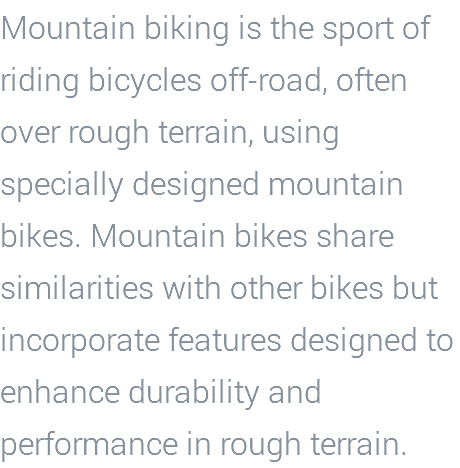 Mountain biking is the sport of
riding bicycles off-road, often
over rough terrain, using
specially designed mountain
bikes. Mountain bikes share
similarities with other bikes but
incorporate features designed to
enhance durability and
performance in rough terrain.